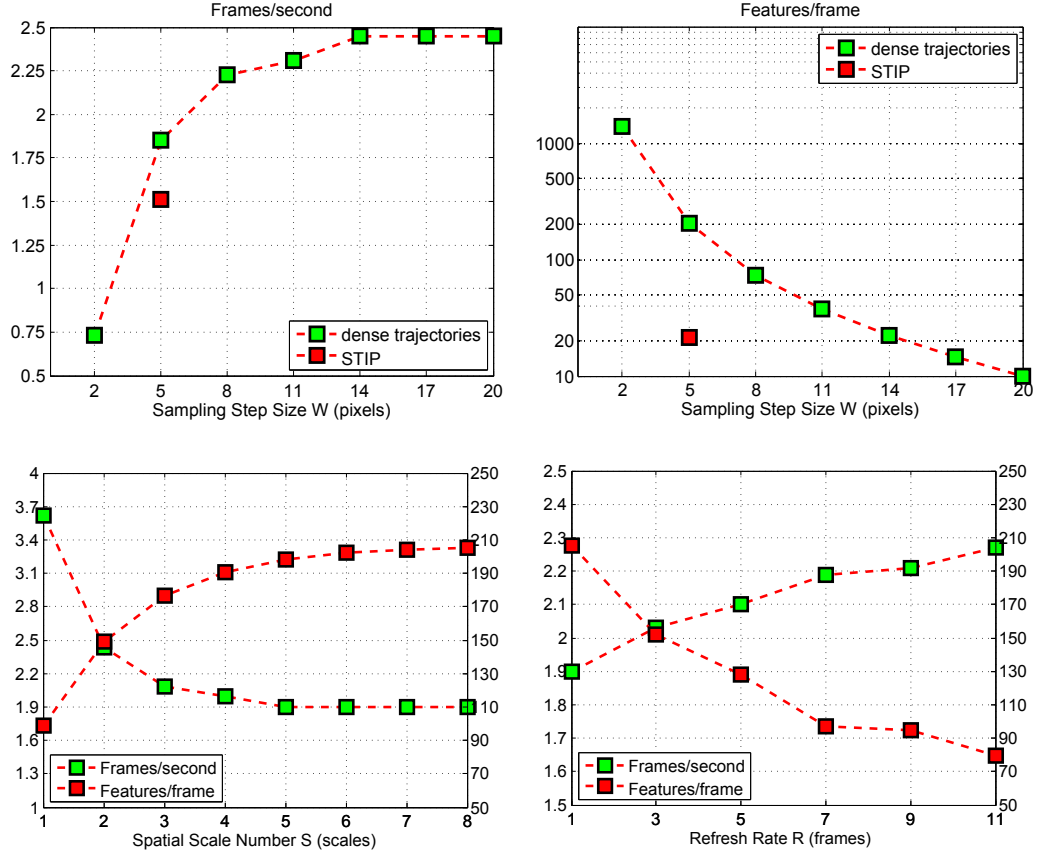 Frames/second
2.5
2.25
2
1.75
1.5
1.25
1
0.75
0.5
dense trajectories
STIP
2 5 8 11 14 17 20
Sampling Step Size W (pixels)
Features/frame
dense trajectories
STIP
1000
500
200
100
50
20
10
2 5 8 11 14 17 20
Sampling Step Size W (pixels)
4 250
3.7 230
3.4 210
3.1 190
2.8 170
2.5 150
2.2 130
1.9 110
1.6 90
1.3 70
1 50
Frames/second
Features/frame
1 2 3 4 5 6 7 8
Spatial Scale Number S (scales)
2.5 250
2.4 230
2.3 210
2.2 190
2.1 170
2 150
1.9 130
1.8 110
1.7 90
1.6 70
1.5 50
Frames/second
Features/frame
1 3 5 7 9 11
Refresh Rate R (frames)